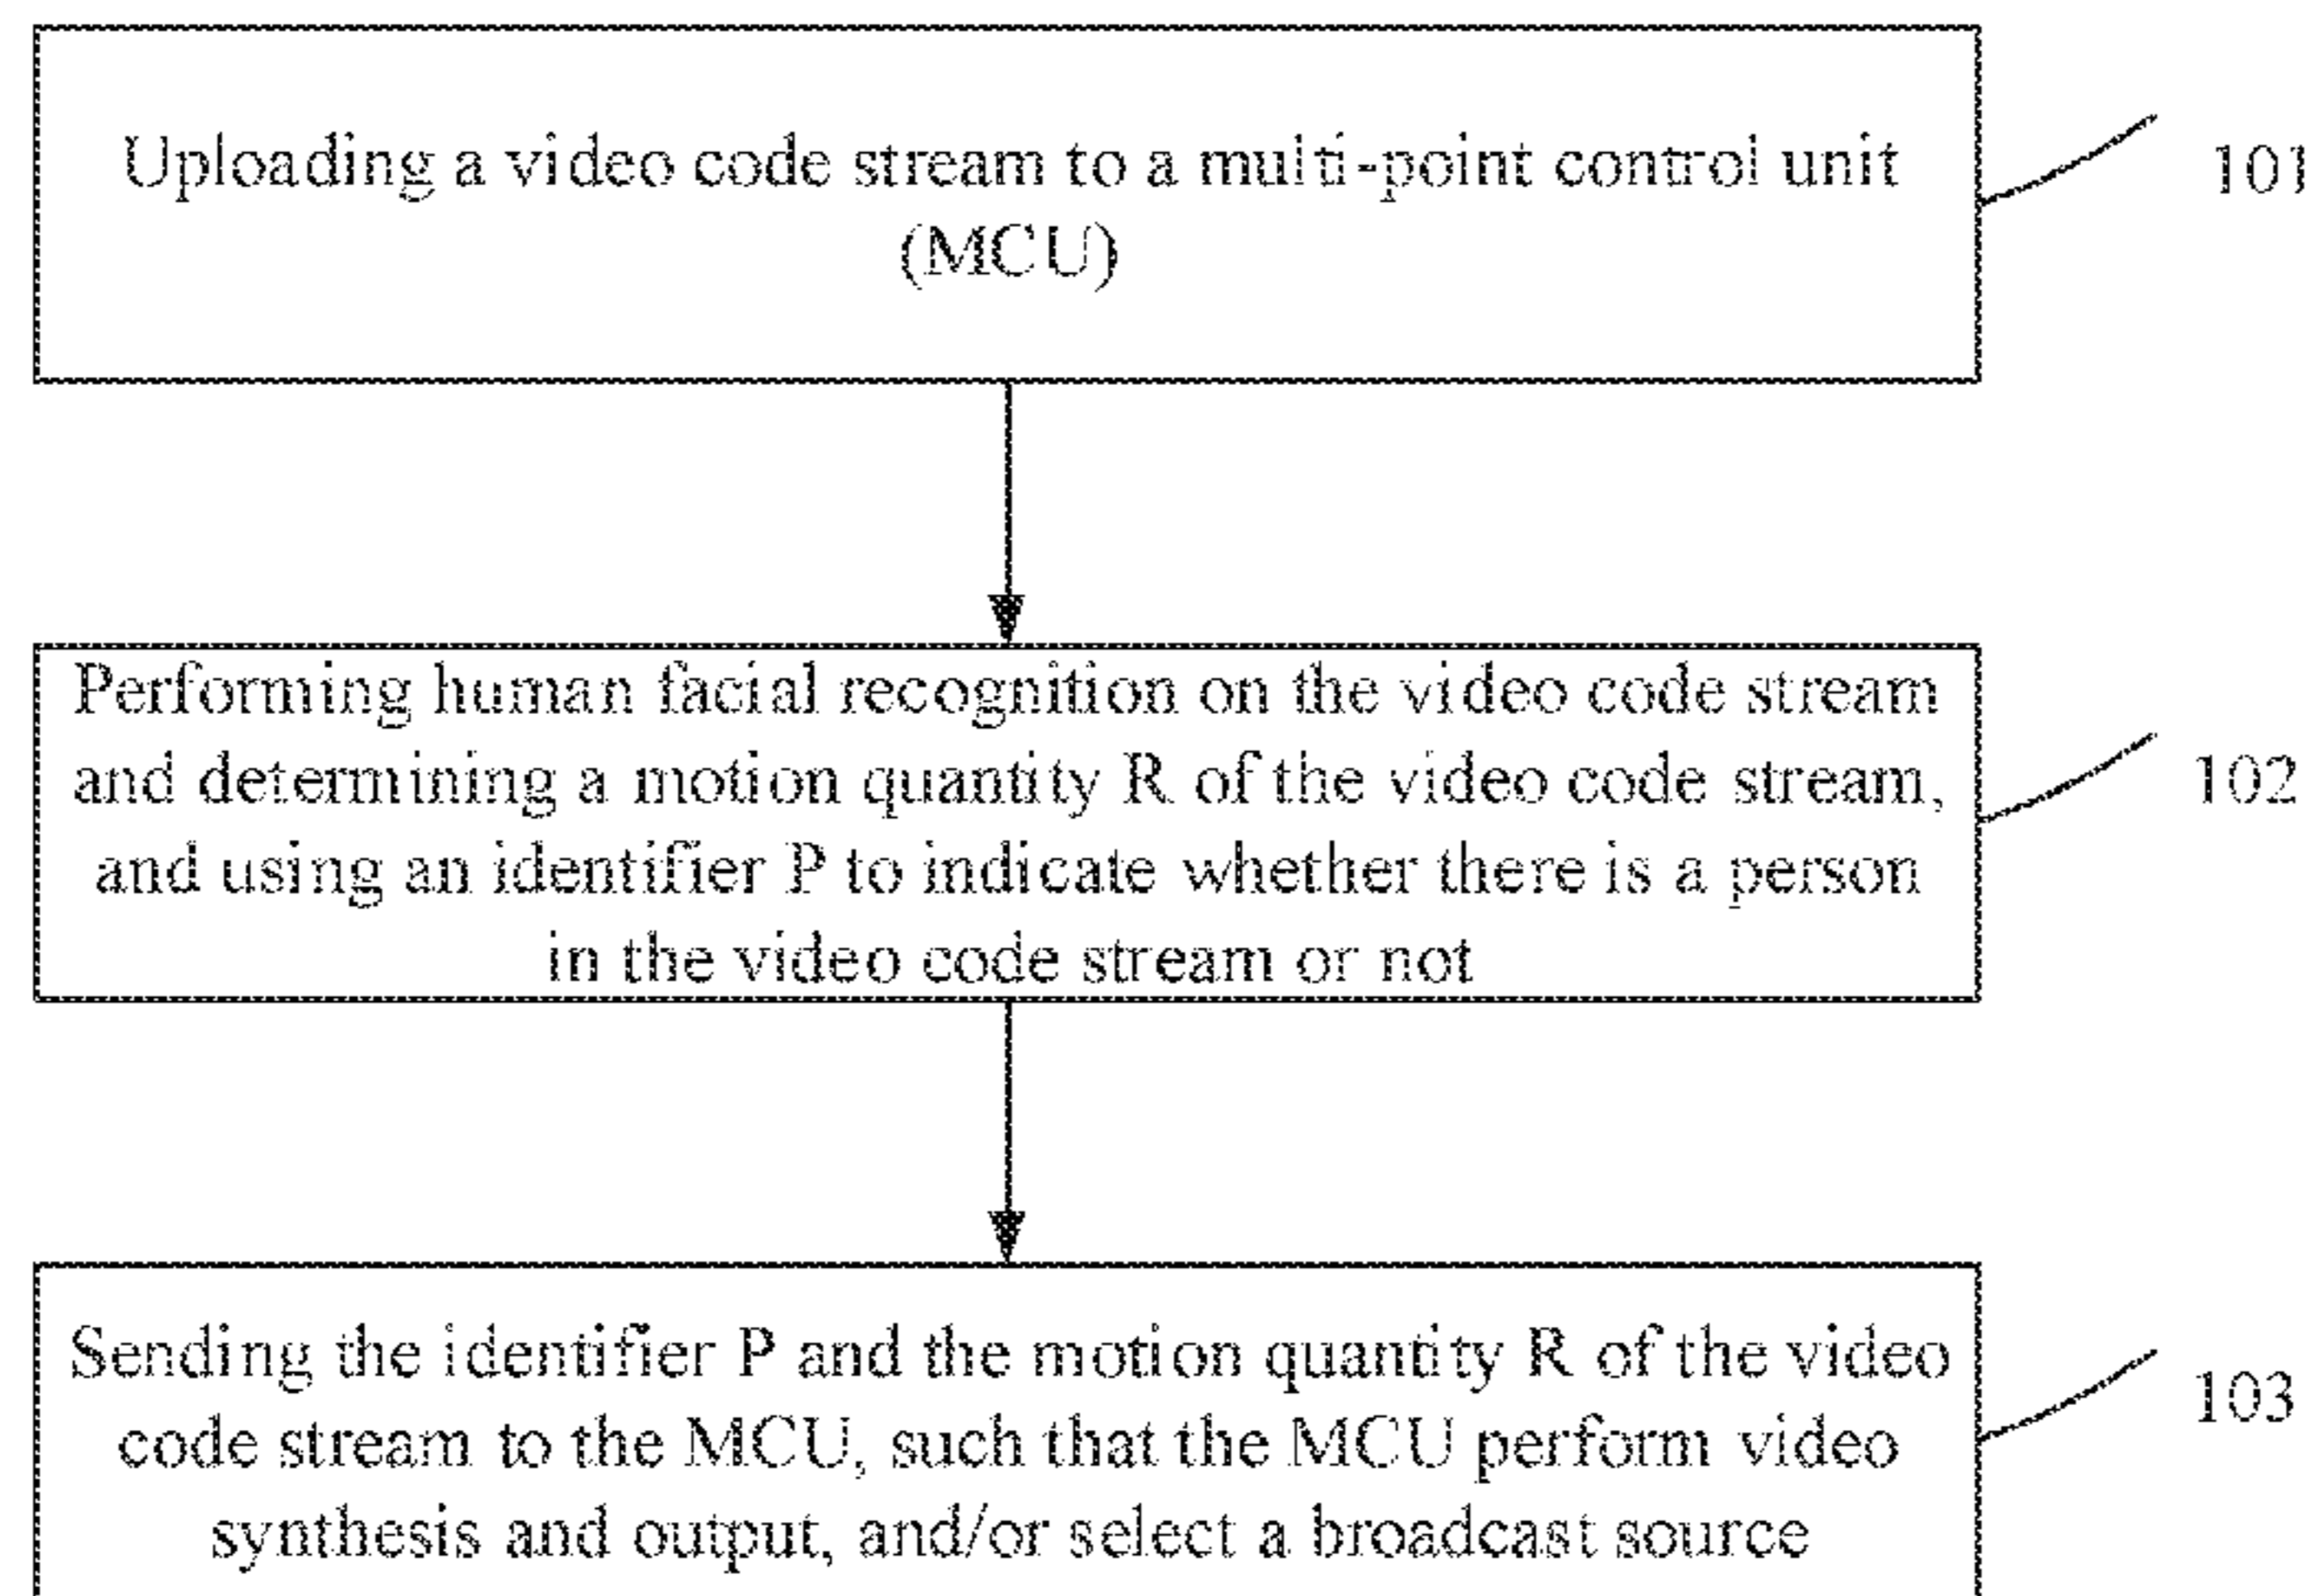 Uploading a video code stream to a multi-point control unit
(MCU)
101
Performing human facial recognition on the video code stream
and determining a motion quantity R of the video code stream,
and using an identifier P to indicate whether there is a person
in the video code stream or not
102
Sending the identifier P and the motion quantity R of the video
code stream to the MCU, such that the MCU perform video
synthesis and output, and/or select a broadcast source
103